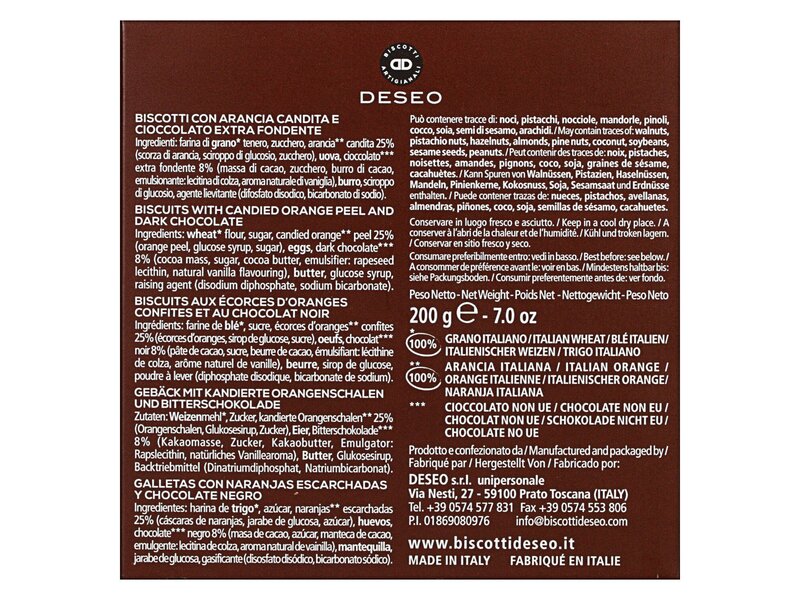 BISCOTTI
ARTIGIANALI
DESEO
BISCOTTI CON ARANCIA CANDITA E
CIOCCOLATO EXTRA FONDENTE
Ingredienti: farina di grano* tenero, zucchero, arancia** candita 25%
(scorza di arancia, sciroppo di glucosio, zucchero), uova, cioccolato***
extra fondente 8% (massa di cacao, zucchero, burro di cacao,
emulsionante: lecitina di colza, aroma naturale di vaniglia), burro, sciroppo
di glucosio, agente lievitante (difosfato disodico, bicarbonato di sodio).
BISCUITS WITH CANDIED ORANGE PEEL AND
DARK CHOCOLATE
Ingredients: wheat* flour, sugar, candied orange** peel 25%
(orange peel, glucose syrup, sugar), eggs, dark chocolate***
8% (cocoa mass, sugar, cocoa butter, emulsifier: rapeseed
lecithin, natural vanilla flavouring), butter, glucose syrup,
raising agent (disodium diphosphate, sodium bicarbonate).
BISCUITS AUX ÉCORCES D'ORANGES
CONFITES ET AU CHOCOLAT NOIR
Ingrédients: farine de blé*, sucre, écorces d'oranges** confites
25% (écorces d'oranges, sirop de glucose, sucre), oeufs, chocolat***
noir 8% (pâte de cacao, sucre, beurre de cacao, émulsifiant: lécithine
de colza, arôme naturel de vanille), beurre, sirop de glucose,
poudre à lever (diphosphate disodique, bicarbonate de sodium).
GEBÄCK MIT KANDIERTE ORANGENSCHALEN
UND BITTERSCHOKOLADE
Zutaten: Weizenmehl*, Zucker, kandierte Orangenschalen** 25%
(Orangenschalen, Glukosesirup, Zucker), Eier, Bitterschokolade***
8% (Kakaomasse, Zucker, Kakaobutter, Emulgator:
Rapslecithin, natürliches Vanillearoma), Butter, Glukosesirup,
Backtriebmittel (Dinatriumdiphosphat, Natriumbicarbonat).
GALLETAS CON NARANJAS ESCARCHADAS
Y CHOCOLATE NEGRO
Ingredientes: harina de trigo*, azúcar, naranjas** escarchadas
25% (cáscaras de naranjas, jarabe de glucosa, azúcar), huevos,
chocolate*** negro 8% (masa de cacao, azúcar, manteca de cacao,
emulgente: lecitina de colza, aroma natural de vainilla), mantequilla,
jarabe de glucosa, gasificante (disosfato disódico, bicarbonato sódico).
Può contenere tracce di: noci, pistacchi, nocciole, mandorle, pinoli,
cocco, soia, semi di sesamo, arachidi. / May contain traces of: walnuts,
pistachio nuts, hazelnuts, almonds, pine nuts, coconut, soybeans,
sesame seeds, peanuts. / Peut contenir des traces de: noix, pistaches,
noisettes, amandes, pignons, coco, soja, graines de sésame,
cacahuètes. / Kann Spuren von Walnüssen, Pistazien, Haselnüssen,
Mandeln, Pinienkerne, Kokosnuss, Soja, Sesamsaat und Erdnüsse
enthalten. / Puede contener trazas de: nueces, pistachos, avellanas,
almendras, piñones, coco, soja, semillas de sésamo, cacahuetes.
Conservare in luogo fresco e asciutto. / Keep in a cool dry place. / A
conserver à l'abri de la chaleur et de l'humidité. / Kühl und troken lagern.
/ Conservar en sitio fresco y seco.
Consumare preferibilmente entro: vedi in basso. / Best before: see below. /
A consommer de préférence avant le: voir en bas. / Mindestens haltbar bis:
siehe Packungsboden. / Consumir preferentemente antes de: ver fondo.
Peso Netto - Net Weight - Poids Net - Nettogewicht - Peso Neto
200 g e - 7.0 oz
* 100% GRANO ITALIANO / ITALIAN WHEAT / BLÉ ITALIEN /
ITALIENISCHER WEIZEN / TRIGO ITALIANO
** 100% ARANCIA ITALIANA / ITALIAN ORANGE /
ORANGE ITALIENNE / ITALIENISCHER ORANGE /
NARANJA ITALIANA
*** CIOCCOLATO NON UE / CHOCOLATE NON EU /
CHOCOLAT NON UE / SCHOKOLADE NICHT EU /
CHOCOLATE NO UE
Prodotto e confezionato da / Manufactured and packaged by /
Fabriqué par / Hergestellt Von / Fabricado por:
DESEO s.r.l. unipersonale
Via Nesti, 27 - 59100 Prato Toscana (ITALY)
Tel. +39 0574 577 831 Fax +39 0574 553 806
P.I. 01869080976 info@biscottideseo.com
www.biscottideseo.it
MADE IN ITALY FABRIQUÉ EN ITALIE